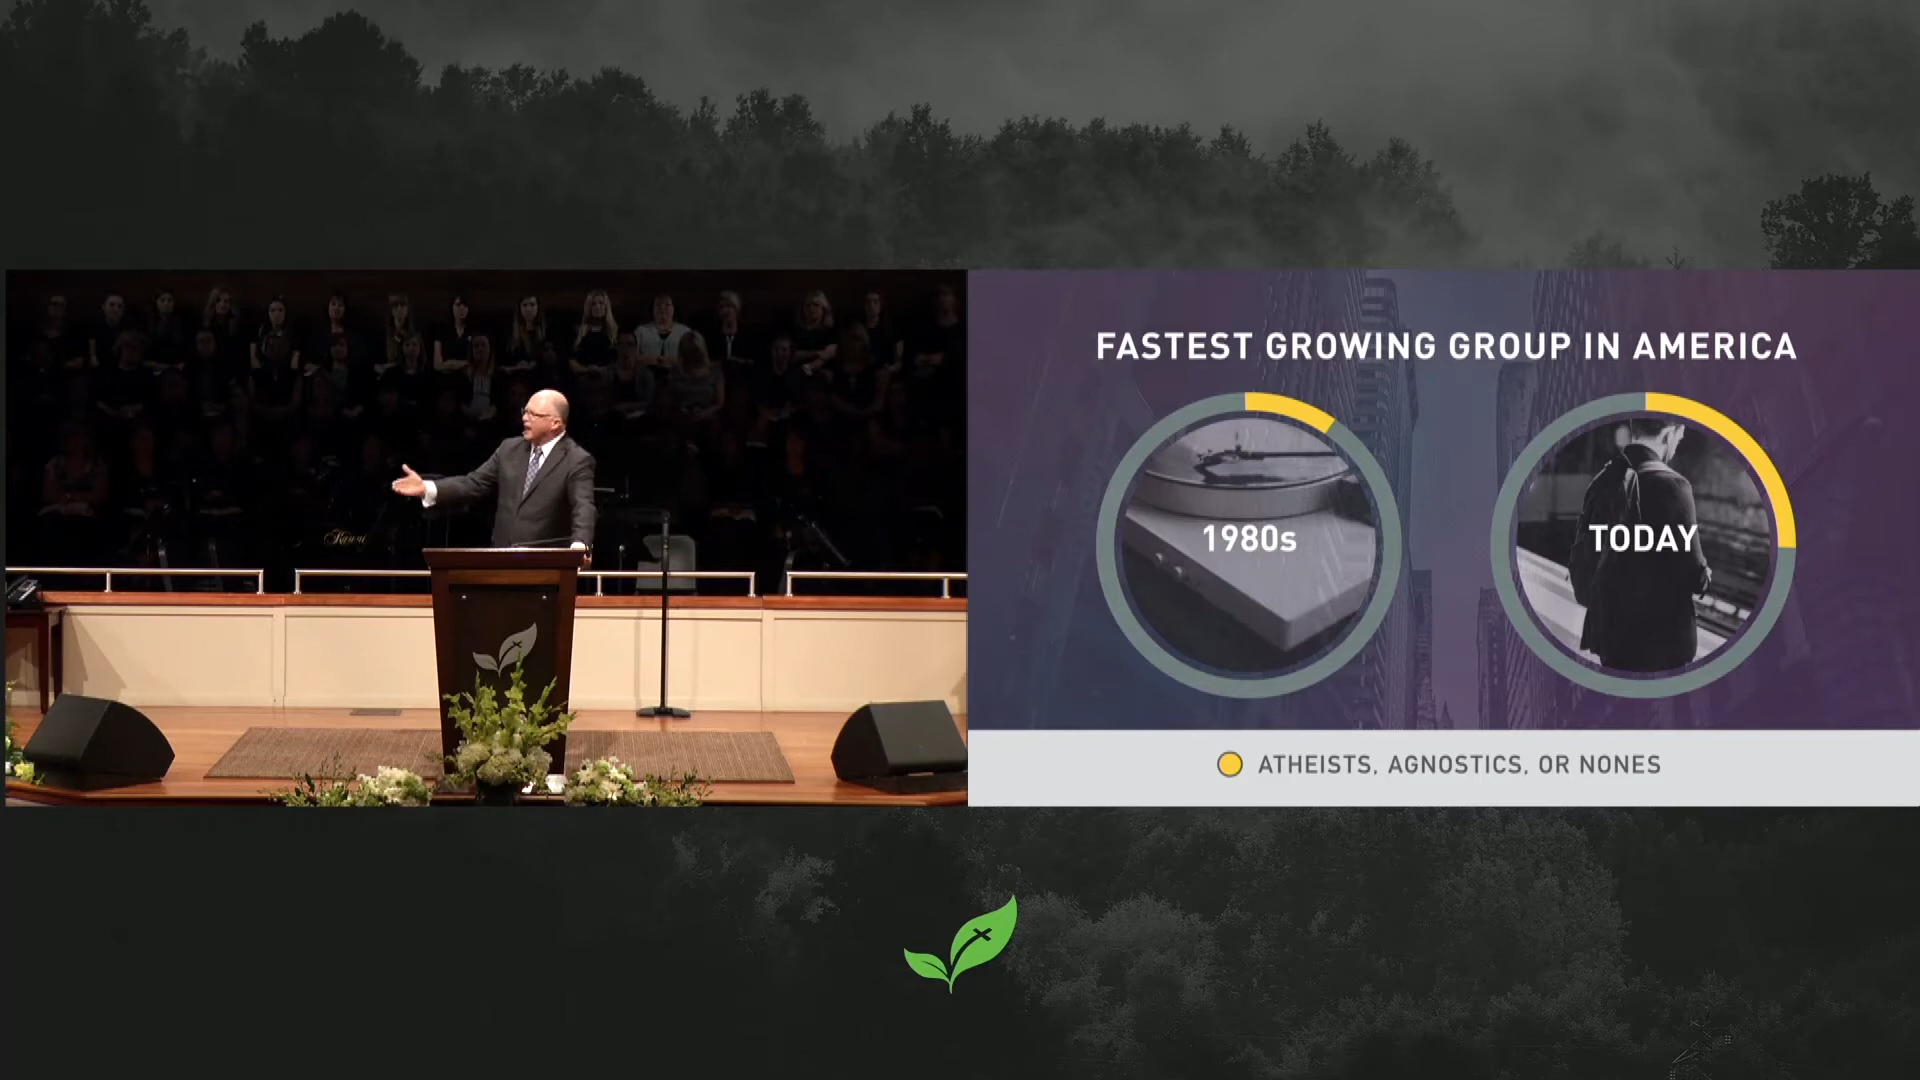 FASTEST GROWING GROUP IN AMERICA
1980s
TODAY
ATHEISTS, AGNOSTICS, OR NONES